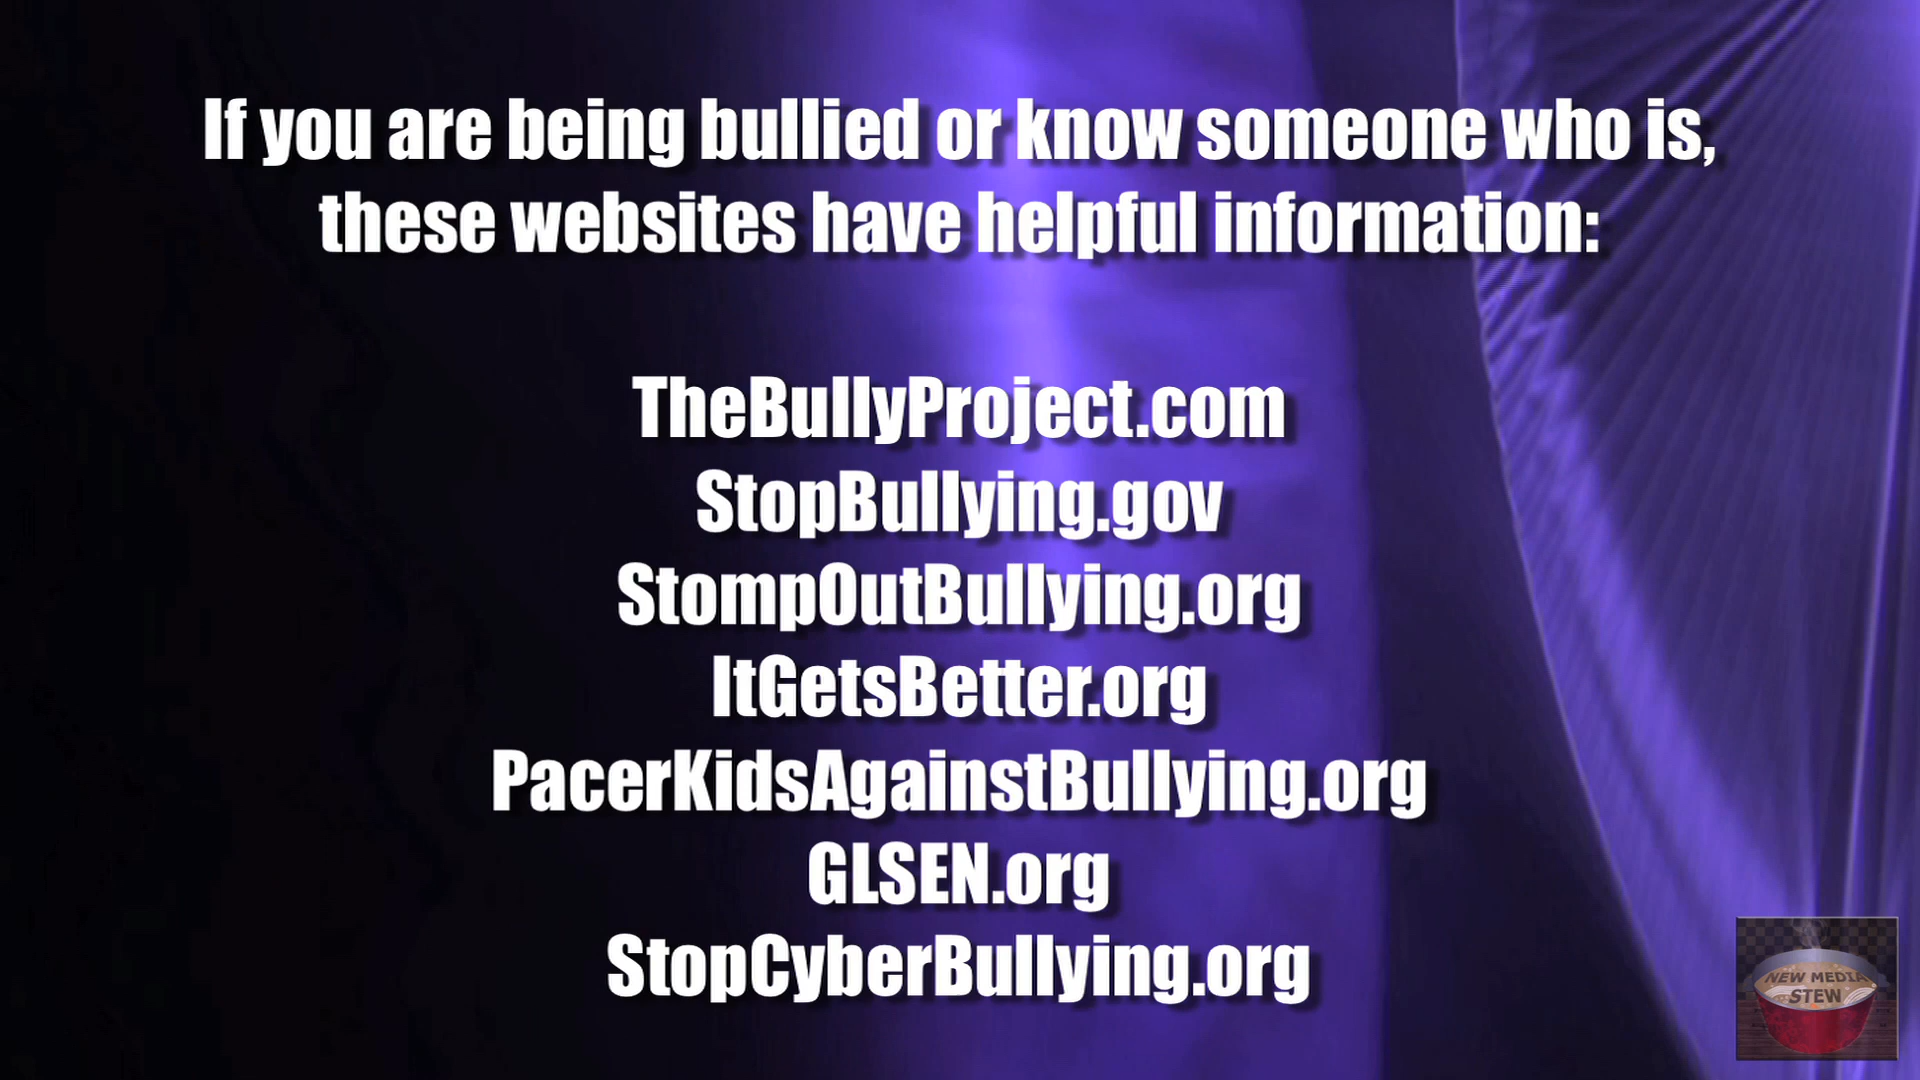 If you are being bullied or know someone who is,
these websites have helpful information:
TheBullyProject.com
StopBullying.gov
StompOutBullying.org
ItGetsBetter.org
PacerKidsAgainstBullying.org
GLSEN.org
StopCyberBullying.org
NEW MEDIA
STEW